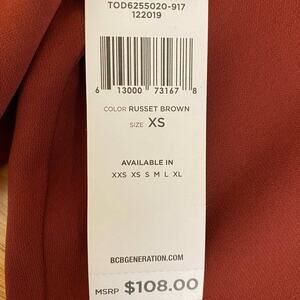 TOD6255020-917
122019
6 13000 73167 8
COLOR RUSSET BROWN
SIZE XS
AVAILABLE IN
XXS XS S M L XL
BCBGENERATION.COM
MSRP $108.00